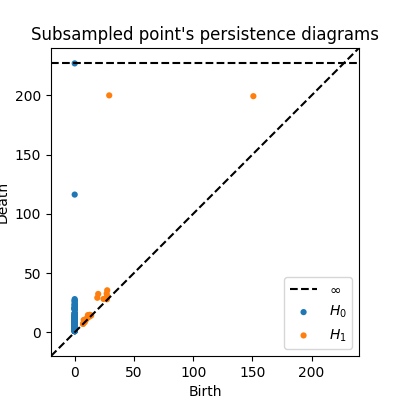 Subsampled point's persistence diagrams
200
150
100
50
0
Death
0
50
100
150
200
Birth
∞
H₀
H₁